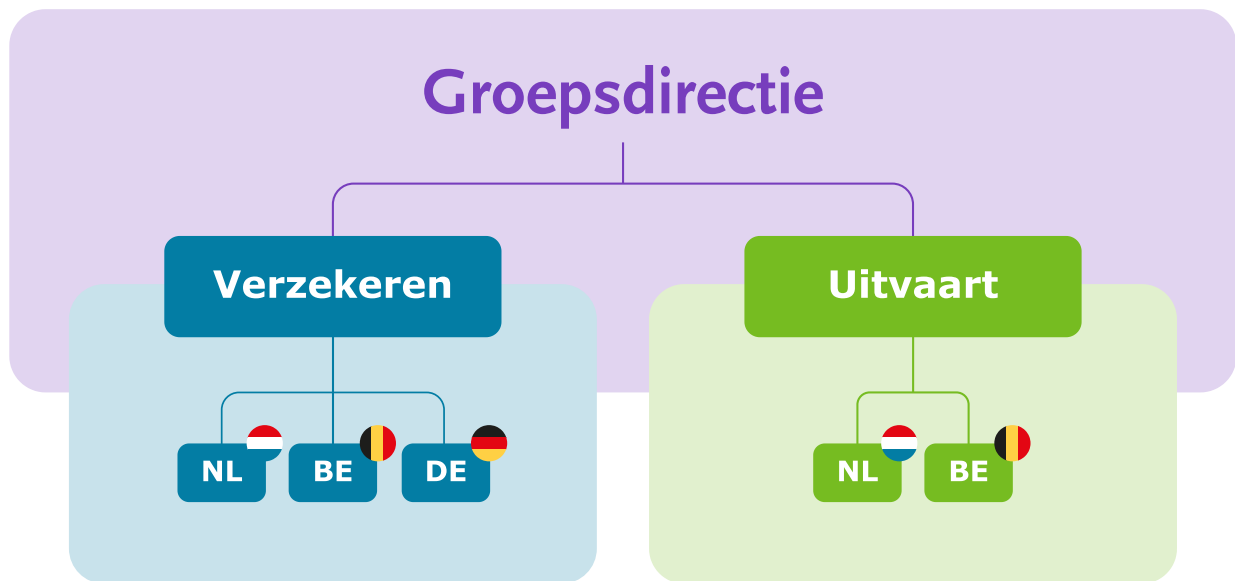 Groepsdirectie
Verzekeren
Uitvaart
NL
BE
DE
NL
BE